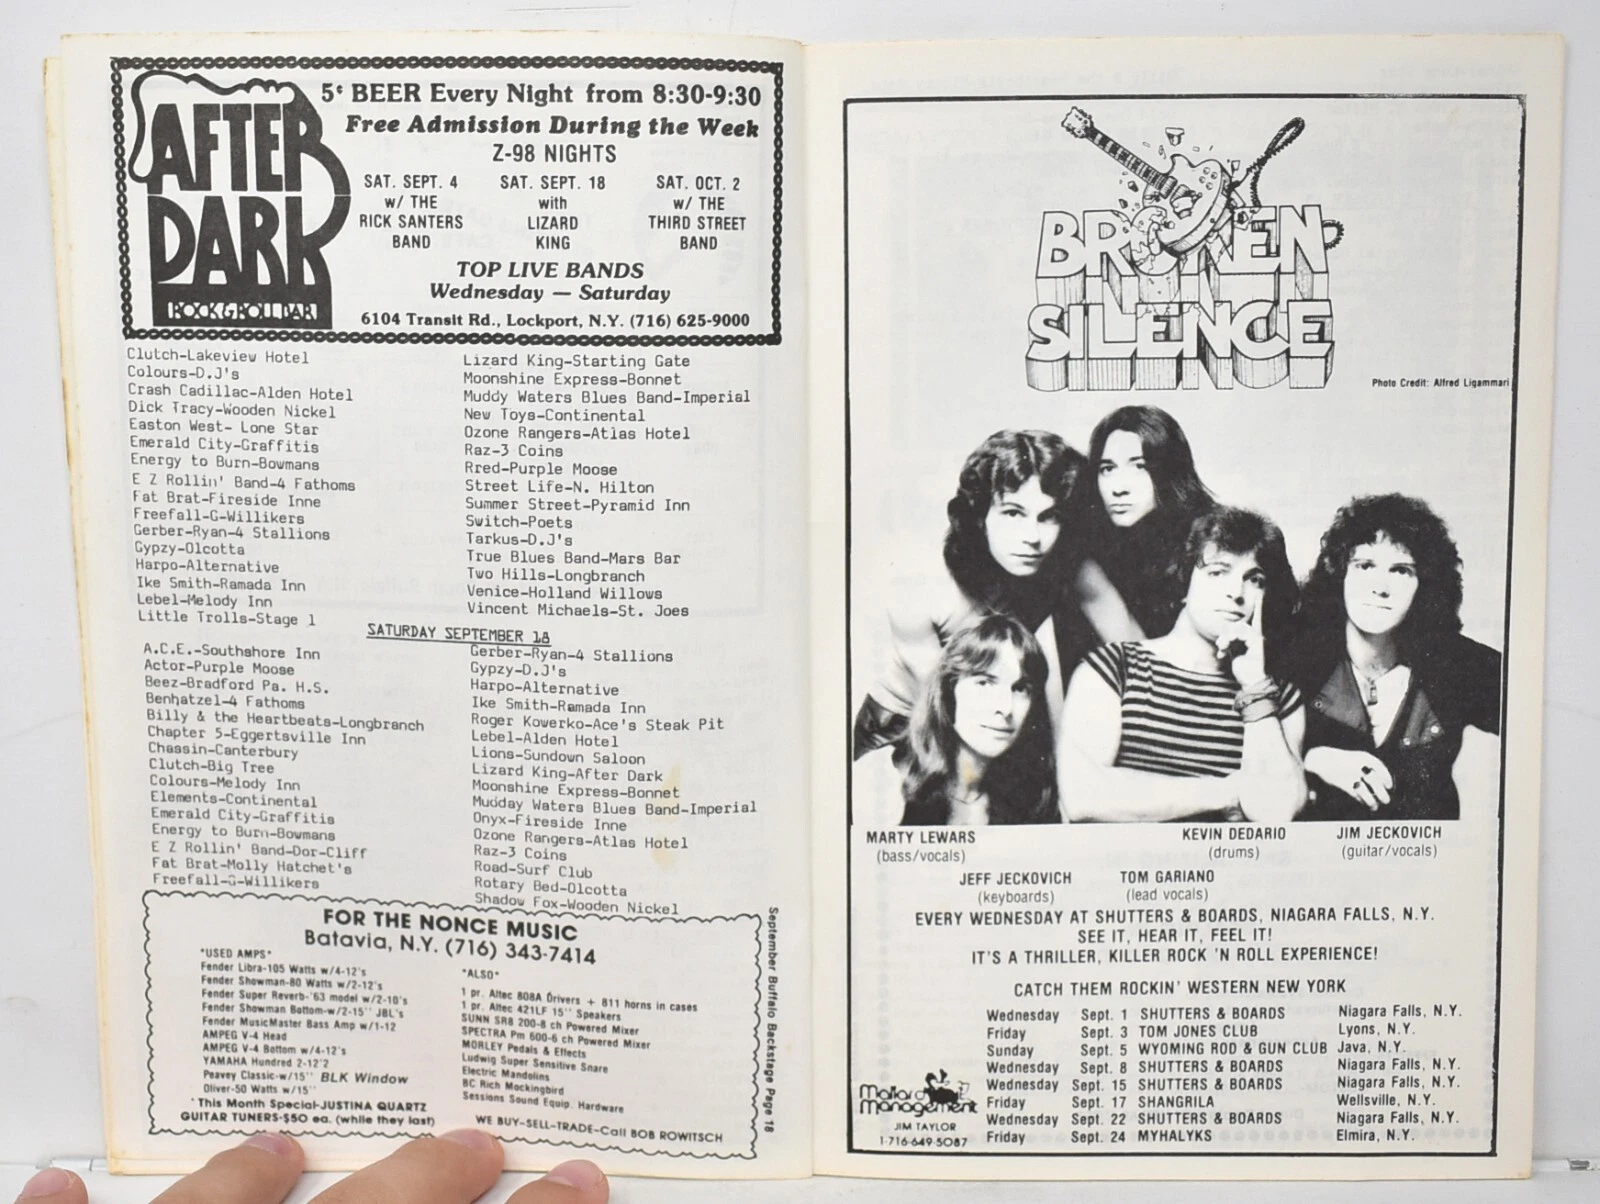 AFTER
DARK
ROCK & ROLL BAR
5¢ BEER Every Night from 8:30-9:30
Free Admission During the Week
Z-98 NIGHTS
SAT. SEPT. 4
w/ THE
RICK SANTERS
BAND
SAT. SEPT. 18
with
LIZARD
KING
SAT. OCT. 2
w/ THE
THIRD STREET
BAND
TOP LIVE BANDS
Wednesday — Saturday
6104 Transit Rd., Lockport, N.Y. (716) 625-9000
Clutch-Lakeview Hotel
Colours-D.J's
Crash Cadillac-Alden Hotel
Dick Tracy-Wooden Nickel
Easton West- Lone Star
Emerald City-Graffitis
Energy to Burn-Bowmans
E Z Rollin' Band-4 Fathoms
Fat Brat-Fireside Inne
Freefall-G-Willikers
Gerber-Ryan-4 Stallions
Gypzy-Olcotta
Harpo-Alternative
Ike Smith-Ramada Inn
Lebel-Melody Inn
Little Trolls-Stage 1
Lizard King-Starting Gate
Moonshine Express-Bonnet
Muddy Waters Blues Band-Imperial
New Toys-Continental
Ozone Rangers-Atlas Hotel
Raz-3 Coins
Rred-Purple Moose
Street Life-N. Hilton
Summer Street-Pyramid Inn
Switch-Poets
Tarkus-D.J's
True Blues Band-Mars Bar
Two Hills-Longbranch
Venice-Holland Willows
Vincent Michaels-St. Joes
SATURDAY SEPTEMBER 18
A.C.E.-Southshore Inn
Actor-Purple Moose
Beez-Bradford Pa. H.S.
Benhatzel-4 Fathoms
Billy & the Heartbeats-Longbranch
Chapter 5-Eggertsville Inn
Chassin-Canterbury
Clutch-Big Tree
Colours-Melody Inn
Elements-Continental
Emerald City-Graffitis
Energy to Burn-Bowmans
E Z Rollin' Band-Dor-Cliff
Fat Brat-Molly Hatchet's
Freefall-G-Willikers
Gerber-Ryan-4 Stallions
Gypzy-D.J's
Harpo-Alternative
Ike Smith-Ramada Inn
Roger Kowerko-Ace's Steak Pit
Lebel-Alden Hotel
Lions-Sundown Saloon
Lizard King-After Dark
Moonshine Express-Bonnet
Mudday Waters Blues Band-Imperial
Onyx-Fireside Inne
Ozone Rangers-Atlas Hotel
Raz-3 Coins
Road-Surf Club
Rotary Bed-Olcotta
Shadow Fox-Wooden Nickel
FOR THE NONCE MUSIC
Batavia, N.Y. (716) 343-7414
*USED AMPS*
Fender Libra-105 Watts w/4-12's
Fender Showman-80 Watts w/2-12's
Fender Super Reverb-'63 model w/2-10's
Fender Showman Bottom-w/2-15'' JBL's
Fender MusicMaster Bass Amp w/1-12
AMPEG V-4 Head
AMPEG V-4 Bottom w/4-12's
YAMAHA Hundred 2-12"2
Peavey Classic-w/15'' BLK Window
Oliver-50 Watts w/15''
*This Month Special-JUSTINA QUARTZ
GUITAR TUNERS-$50 ea. (while they last)
*ALSO*
1 pr. Altec 808A Drivers + 811 horns in cases
1 pr. Altec 421LF 15'' Speakers
SUNN SR8 200-8 ch Powered Mixer
SPECTRA Pm 600-6 ch Powered Mixer
MORLEY Pedals & Effects
Ludwig Super Sensitive Snare
Electric Mandolins
BC Rich Mockingbird
Sessions Sound Equip. Hardware
WE BUY-SELL-TRADE-Call BOB ROWITSCH
September Buffalo Backstage Page 18
BROKEN
SILENCE
Photo Credit: Alfred Ligammari
MARTY LEWARS
(bass/vocals)
KEVIN DEDARIO
(drums)
JIM JECKOVICH
(guitar/vocals)
JEFF JECKOVICH
(keyboards)
TOM GARIANO
(lead vocals)
EVERY WEDNESDAY AT SHUTTERS & BOARDS, NIAGARA FALLS, N.Y.
SEE IT, HEAR IT, FEEL IT!
IT'S A THRILLER, KILLER ROCK 'N ROLL EXPERIENCE!
CATCH THEM ROCKIN' WESTERN NEW YORK
Wednesday Sept. 1 SHUTTERS & BOARDS Niagara Falls, N.Y.
Friday Sept. 3 TOM JONES CLUB Lyons, N.Y.
Sunday Sept. 5 WYOMING ROD & GUN CLUB Java, N.Y.
Wednesday Sept. 8 SHUTTERS & BOARDS Niagara Falls, N.Y.
Wednesday Sept. 15 SHUTTERS & BOARDS Niagara Falls, N.Y.
Friday Sept. 17 SHANGRILA Wellsville, N.Y.
Wednesday Sept. 22 SHUTTERS & BOARDS Niagara Falls, N.Y.
Friday Sept. 24 MYHALYKS Elmira, N.Y.
Mallard
Management
JIM TAYLOR
1-716-649-5087